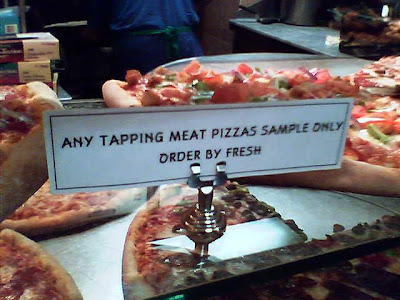 ANY TAPPING MEAT PIZZAS SAMPLE ONLY
ORDER BY FRESH